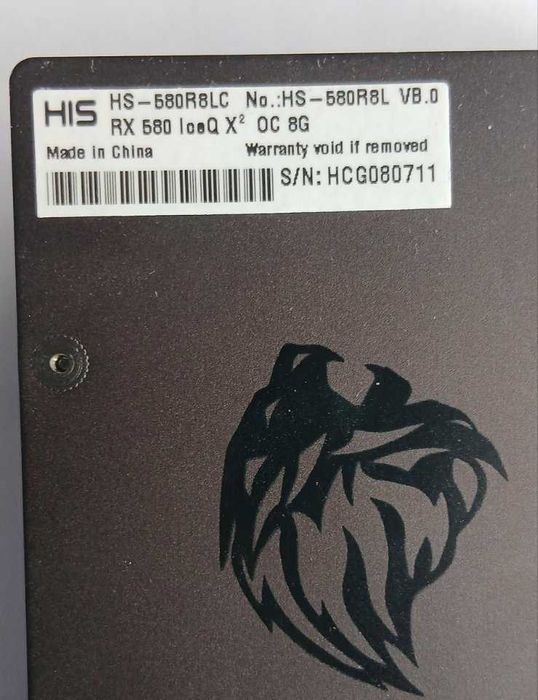 HIS HS-580R8LC No.:HS-580R8L VB.0
RX 580 IceQ X² OC 8G
Made in China Warranty void if removed
S/N: HCG080711